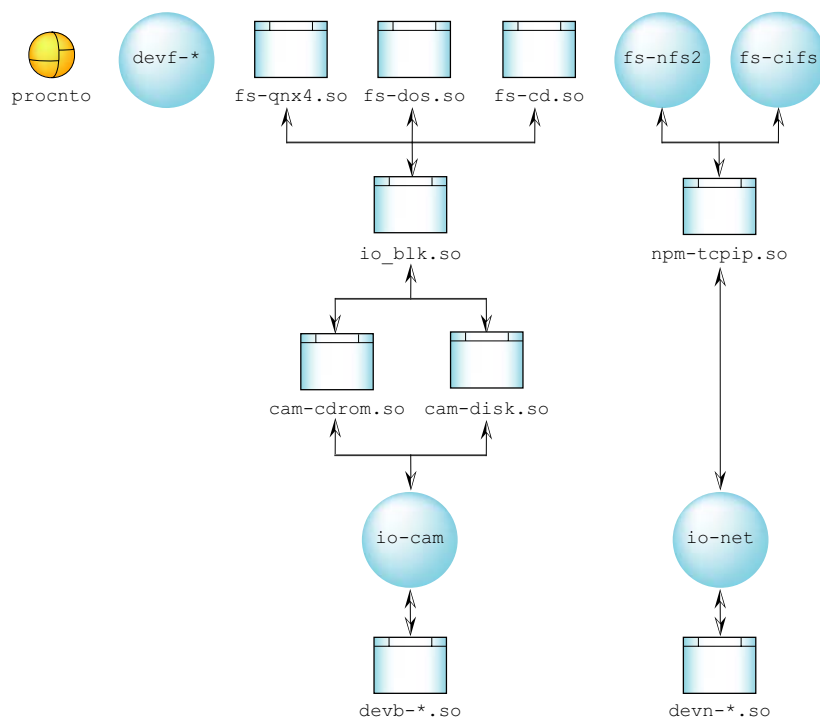 devf-*
fs-nfs2
fs-cifs
procnto
fs-qnx4.so
fs-dos.so
fs-cd.so
io_blk.so
npm-tcpip.so
cam-cdrom.so
cam-disk.so
io-cam
io-net
devb-*.so
devn-*.so